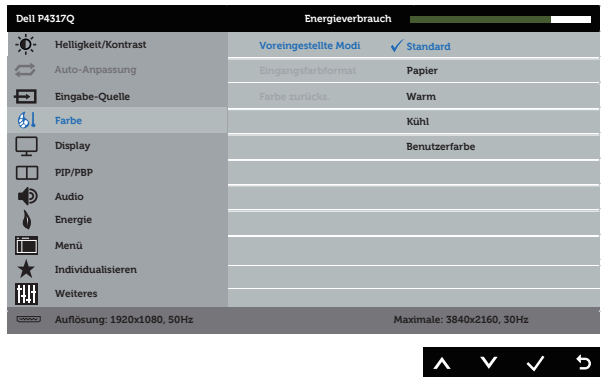 Dell P4317Q Energieverbrauch
Helligkeit/Kontrast Voreingestellte Modi Standard
Auto-Anpassung Eingangsfarbformat Papier
Eingabe-Quelle Farbe zurücks. Warm
Farbe Kühl
Display Benutzerfarbe
PIP/PBP
Audio
Energie
Menü
Individualisieren
Weiteres
Auflösung: 1920x1080, 50Hz Maximale: 3840x2160, 30Hz